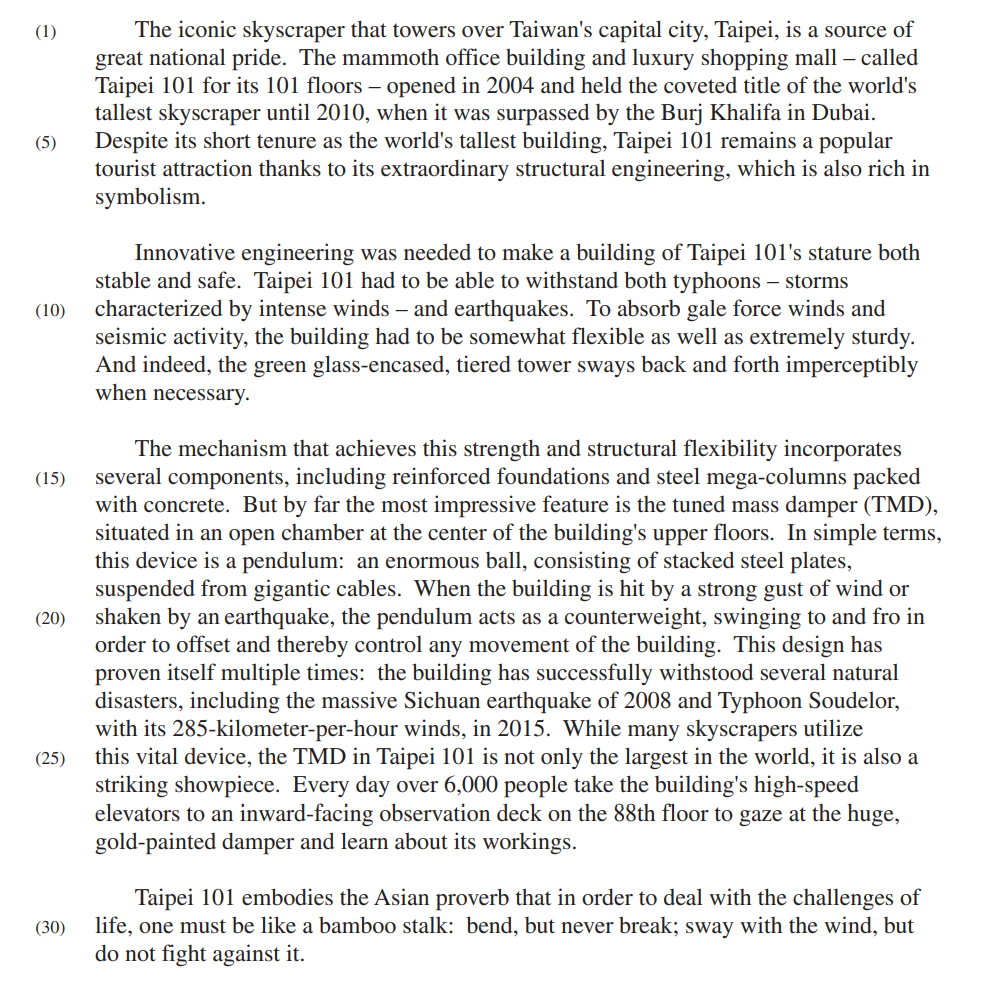 (1) The iconic skyscraper that towers over Taiwan's capital city, Taipei, is a source of
great national pride. The mammoth office building and luxury shopping mall – called
Taipei 101 for its 101 floors – opened in 2004 and held the coveted title of the world's
tallest skyscraper until 2010, when it was surpassed by the Burj Khalifa in Dubai.
(5) Despite its short tenure as the world's tallest building, Taipei 101 remains a popular
tourist attraction thanks to its extraordinary structural engineering, which is also rich in
symbolism.
Innovative engineering was needed to make a building of Taipei 101's stature both
stable and safe. Taipei 101 had to be able to withstand both typhoons – storms
(10) characterized by intense winds – and earthquakes. To absorb gale force winds and
seismic activity, the building had to be somewhat flexible as well as extremely sturdy.
And indeed, the green glass-encased, tiered tower sways back and forth imperceptibly
when necessary.
The mechanism that achieves this strength and structural flexibility incorporates
(15) several components, including reinforced foundations and steel mega-columns packed
with concrete. But by far the most impressive feature is the tuned mass damper (TMD),
situated in an open chamber at the center of the building's upper floors. In simple terms,
this device is a pendulum: an enormous ball, consisting of stacked steel plates,
suspended from gigantic cables. When the building is hit by a strong gust of wind or
(20) shaken by an earthquake, the pendulum acts as a counterweight, swinging to and fro in
order to offset and thereby control any movement of the building. This design has
proven itself multiple times: the building has successfully withstood several natural
disasters, including the massive Sichuan earthquake of 2008 and Typhoon Soudelor,
with its 285-kilometer-per-hour winds, in 2015. While many skyscrapers utilize
(25) this vital device, the TMD in Taipei 101 is not only the largest in the world, it is also a
striking showpiece. Every day over 6,000 people take the building's high-speed
elevators to an inward-facing observation deck on the 88th floor to gaze at the huge,
gold-painted damper and learn about its workings.
Taipei 101 embodies the Asian proverb that in order to deal with the challenges of
(30) life, one must be like a bamboo stalk: bend, but never break; sway with the wind, but
do not fight against it.